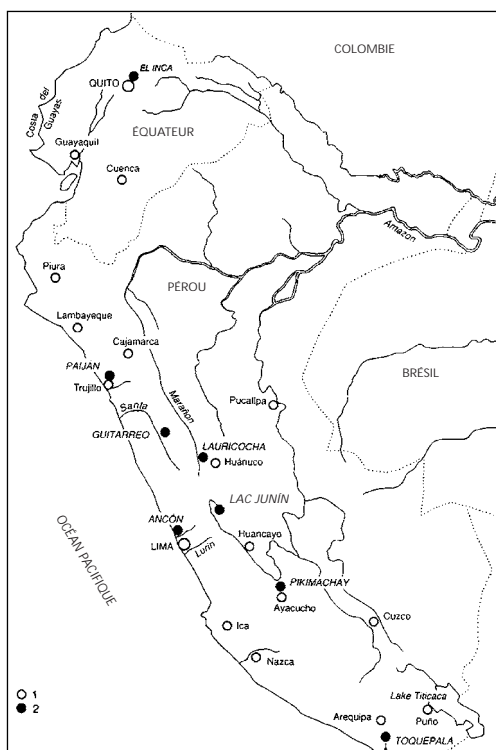 COLOMBIE
EL INCA
QUITO
Costa del
Guayas
ÉQUATEUR
Guayaquil
Cuenca
Amazon
Piura
PÉROU
Lambayeque
Cajamarca
BRÉSIL
PAIJÁN
Trujillo
Marañon
Santa
Pucallpa
GUITARREO
LAURICOCHA
Huánuco
LAC JUNÍN
OCÉAN PACIFIQUE
ANCÓN
LIMA
Lurin
Huancayo
PIKIMACHAY
Ayacucho
Cuzco
Ica
Nazca
Lake Titicaca
1
2
Arequipa
Puño
TOQUEPALA